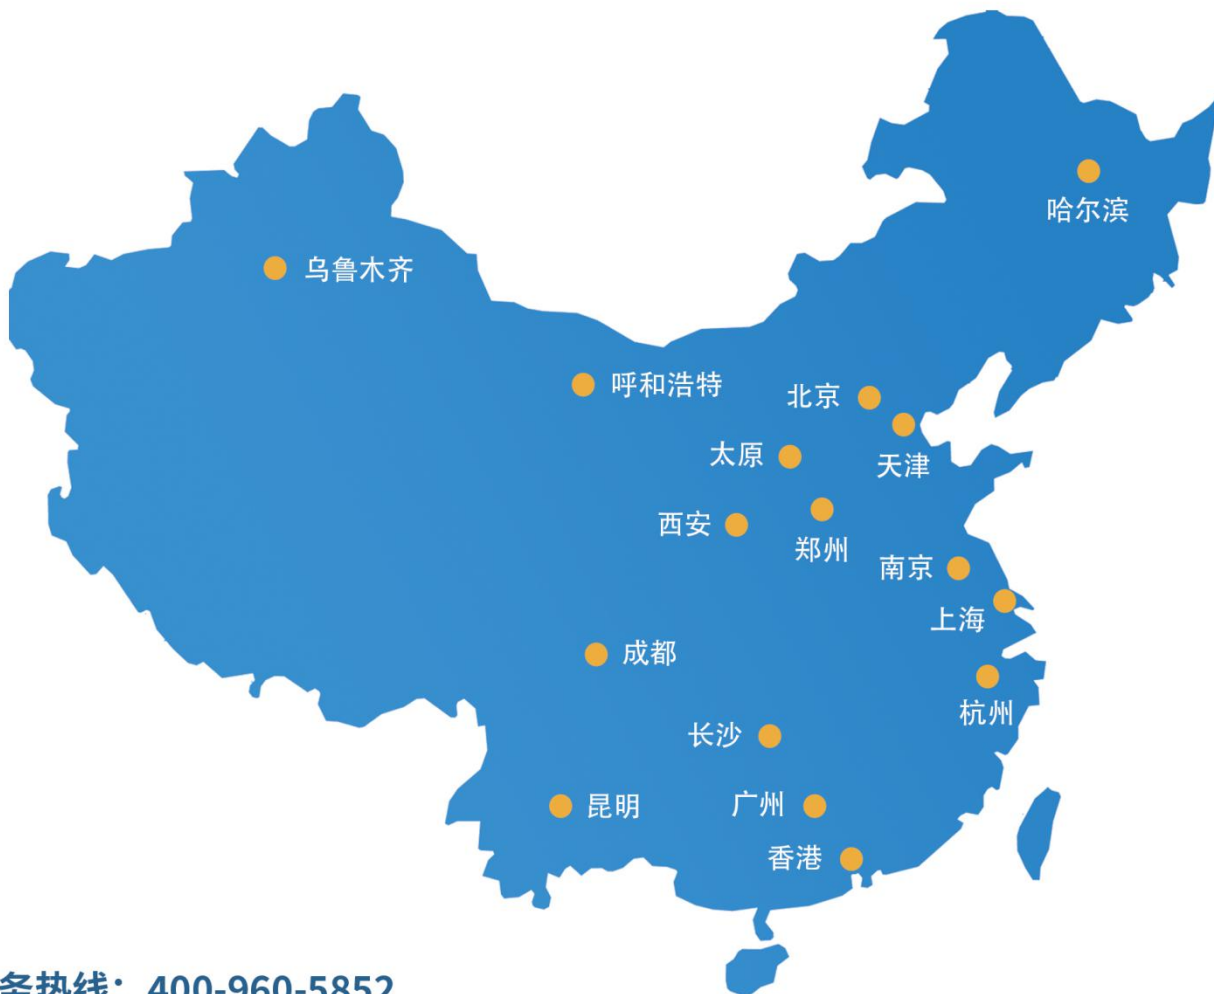 哈尔滨
乌鲁木齐
呼和浩特
北京
太原
天津
西安
郑州
南京
上海
成都
杭州
长沙
昆明
广州
香港
务热线：400-960-5852